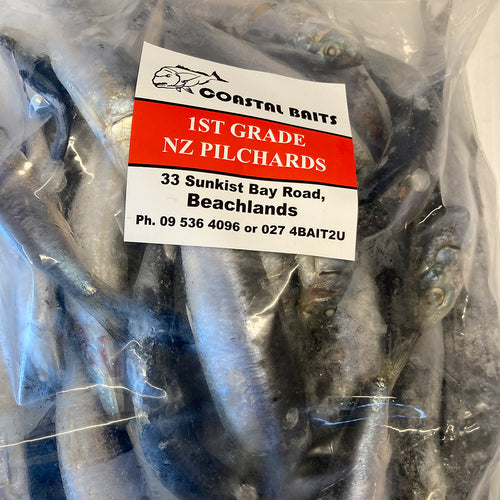 COASTAL BAITS
1ST GRADE
NZ PILCHARDS
33 Sunkist Bay Road,
Beachlands
Ph. 09 536 4096 or 027 4BAIT2U